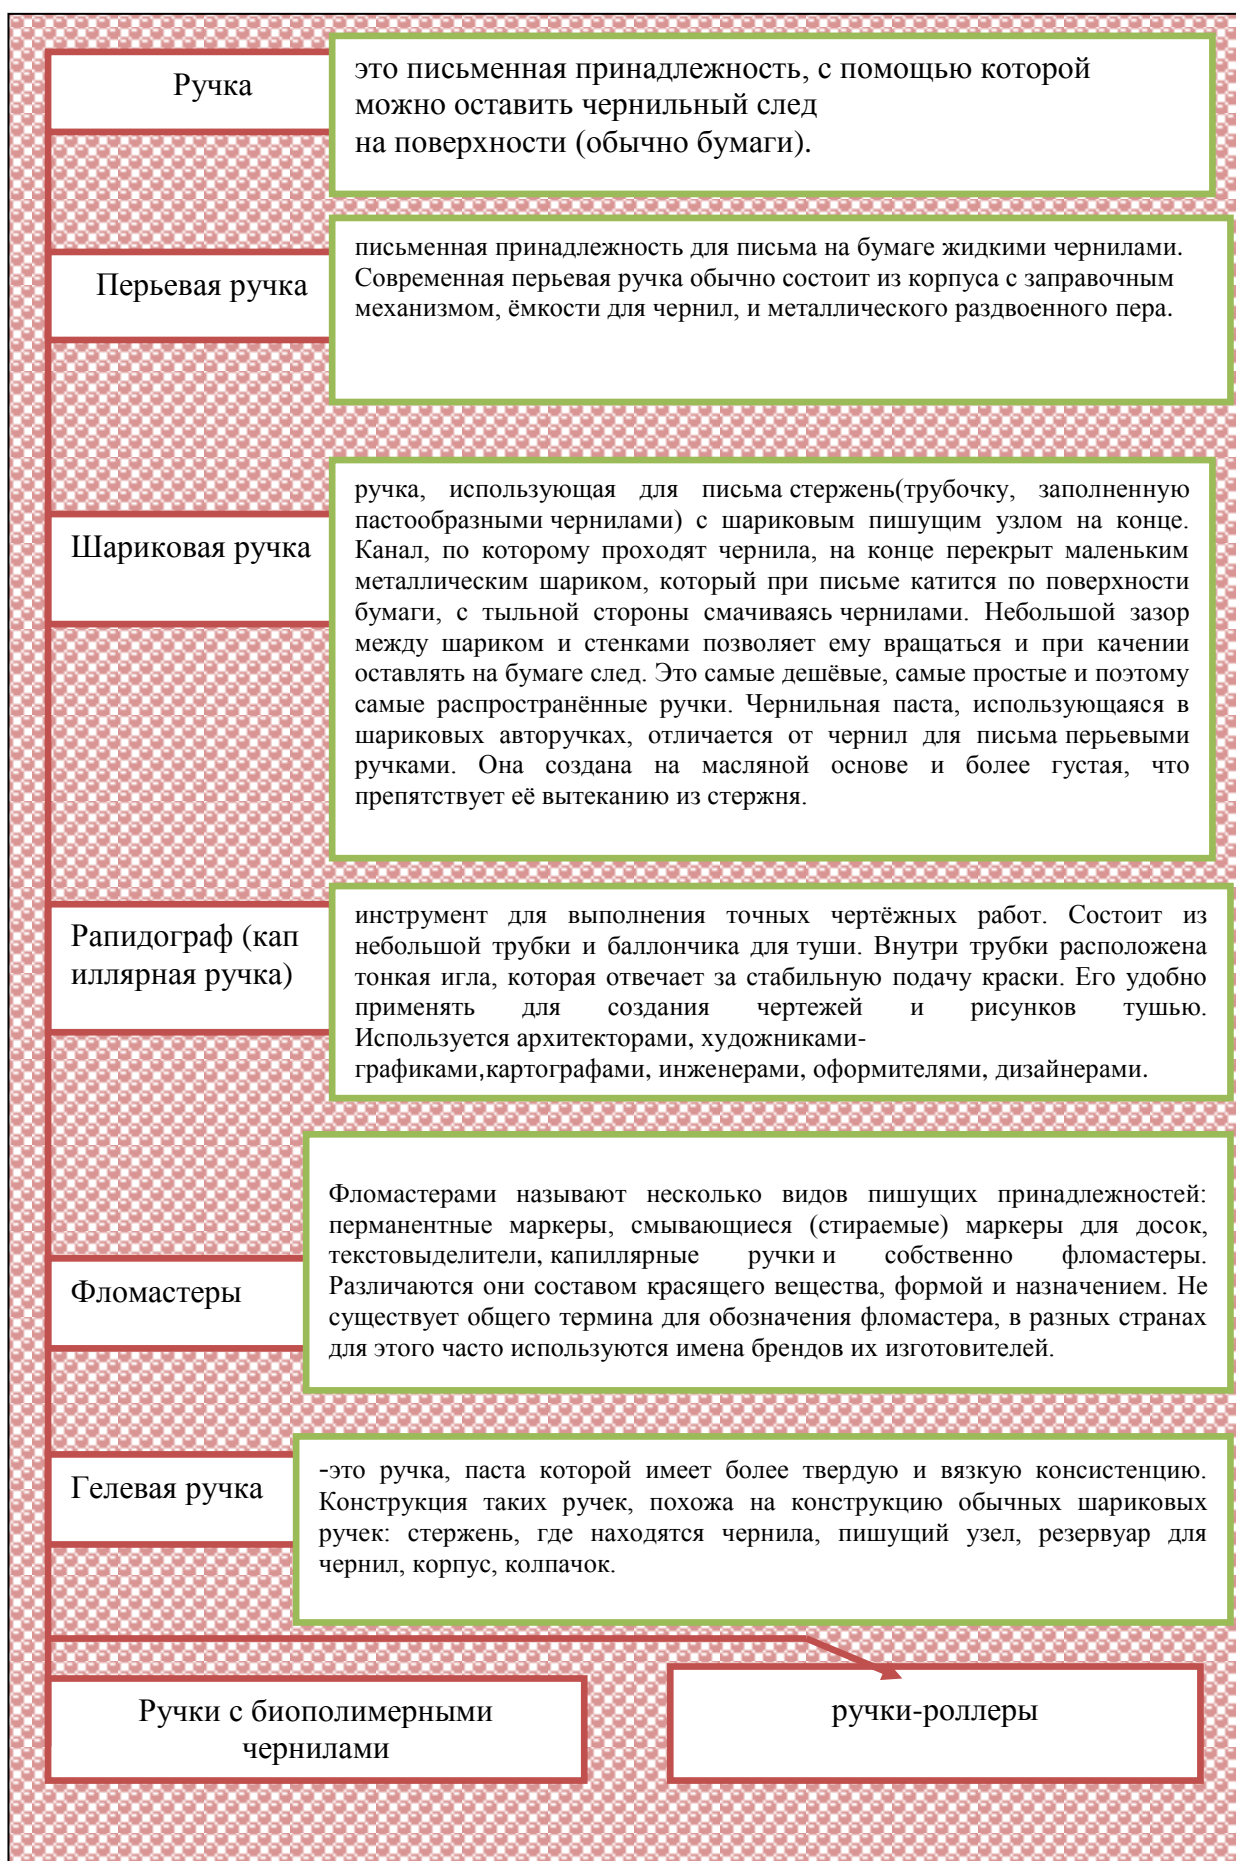 Ручка
это письменная принадлежность, с помощью которой
можно оставить чернильный след
на поверхности (обычно бумаги).
Перьевая ручка
письменная принадлежность для письма на бумаге жидкими чернилами.
Современная перьевая ручка обычно состоит из корпуса с заправочным
механизмом, ёмкости для чернил, и металлического раздвоенного пера.
Шариковая ручка
ручка, использующая для письма стержень(трубочку, заполненную
пастообразными чернилами) с шариковым пишущим узлом на конце.
Канал, по которому проходят чернила, на конце перекрыт маленьким
металлическим шариком, который при письме катится по поверхности
бумаги, с тыльной стороны смачиваясь чернилами. Небольшой зазор
между шариком и стенками позволяет ему вращаться и при качении
оставлять на бумаге след. Это самые дешёвые, самые простые и поэтому
самые распространённые ручки. Чернильная паста, использующаяся в
шариковых авторучках, отличается от чернил для письма перьевыми
ручками. Она создана на масляной основе и более густая, что
препятствует её вытеканию из стержня.
Рапидограф (кап
иллярная ручка)
инструмент для выполнения точных чертёжных работ. Состоит из
небольшой трубки и баллончика для туши. Внутри трубки расположена
тонкая игла, которая отвечает за стабильную подачу краски. Его удобно
применять для создания чертежей и рисунков тушью.
Используется архитекторами, художниками-
графиками,картографами, инженерами, оформителями, дизайнерами.
Фломастеры
Фломастерами называют несколько видов пишущих принадлежностей:
перманентные маркеры, смывающиеся (стираемые) маркеры для досок,
текстовыделители, капиллярные ручки и собственно фломастеры.
Различаются они составом красящего вещества, формой и назначением. Не
существует общего термина для обозначения фломастера, в разных странах
для этого часто используются имена брендов их изготовителей.
Гелевая ручка
-это ручка, паста которой имеет более твердую и вязкую консистенцию.
Конструкция таких ручек, похожа на конструкцию обычных шариковых
ручек: стержень, где находятся чернила, пишущий узел, резервуар для
чернил, корпус, колпачок.
Ручки с биополимерными
чернилами
ручки-роллеры